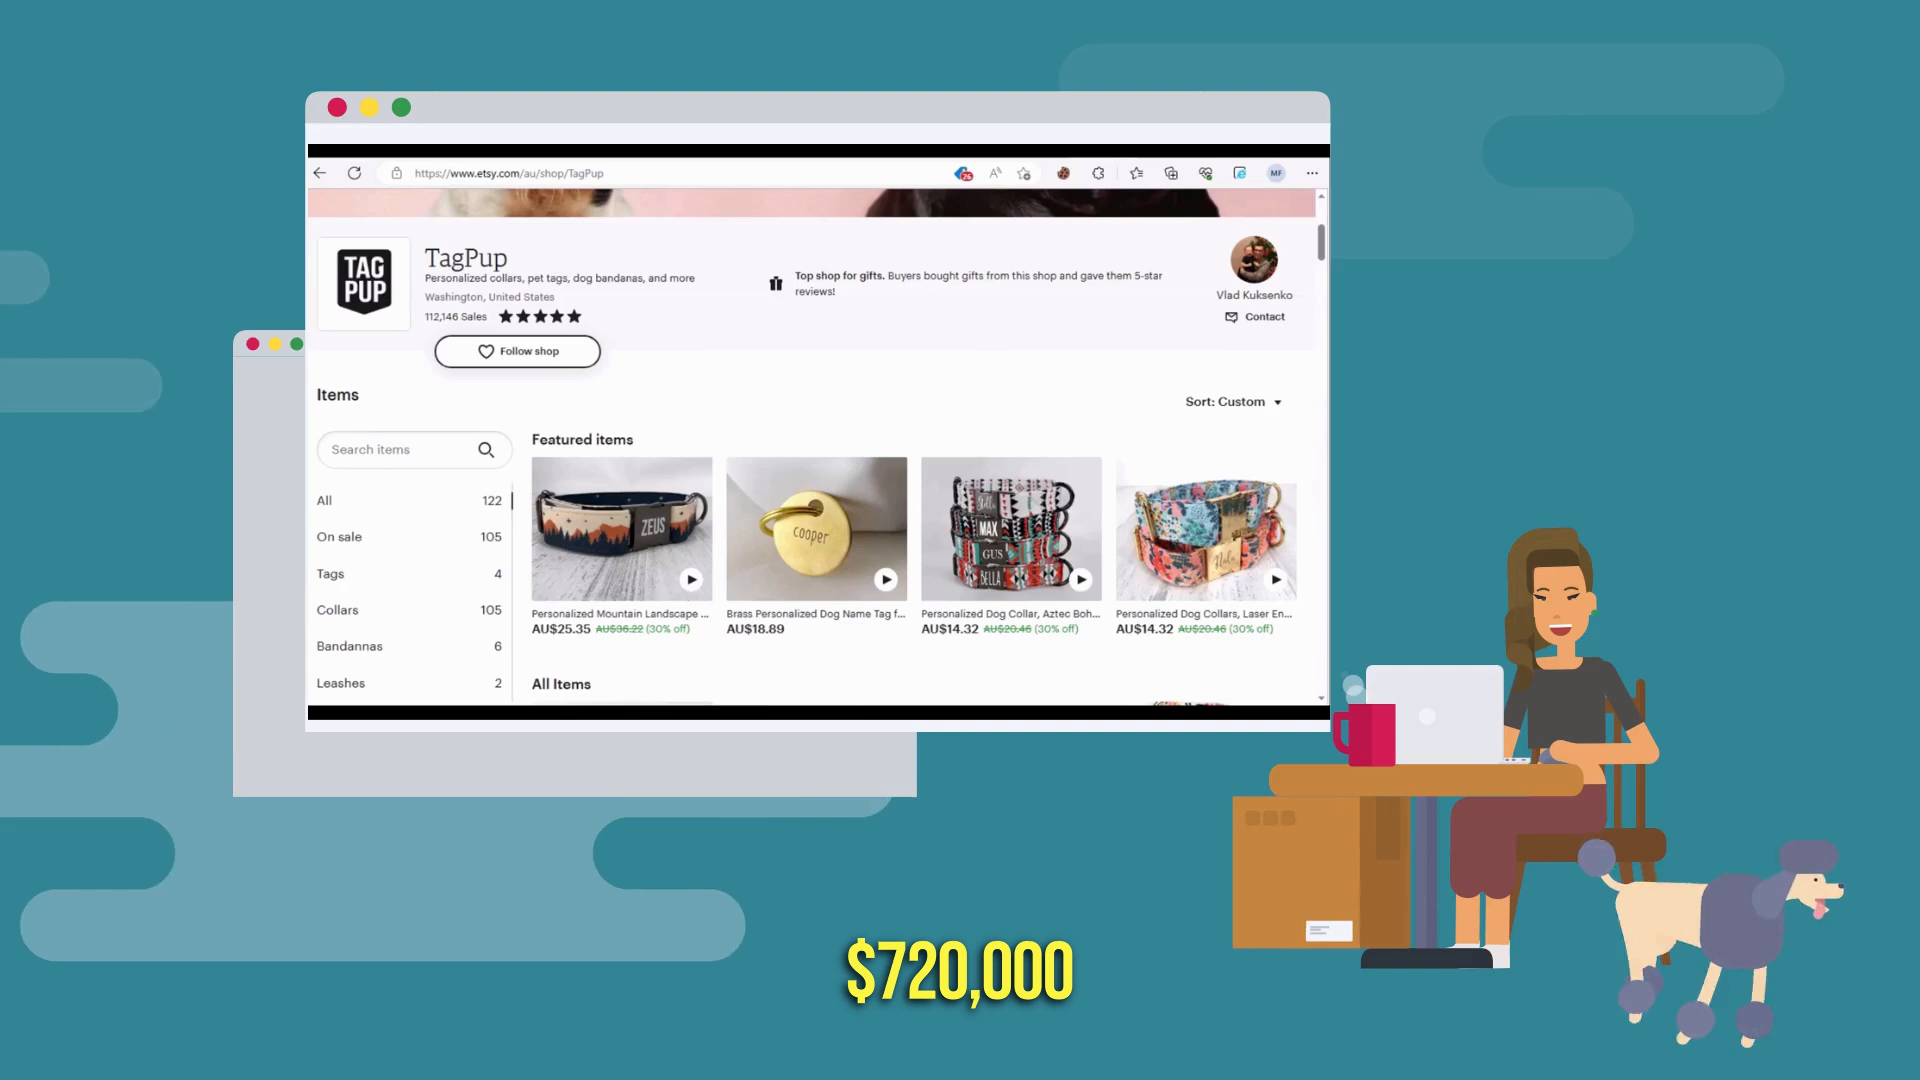 https://www.etsy.com/au/shop/TagPup
26
MF
TAG
PUP
TagPup
Personalized collars, pet tags, dog bandanas, and more
Washington, United States
112,146 Sales
Follow shop
Top shop for gifts. Buyers bought gifts from this shop and gave them 5-star
reviews!
Vlad Kuksenko
Contact
Items
Sort: Custom
Search items
All 122
On sale 105
Tags 4
Collars 105
Bandannas 6
Leashes 2
Featured items
ZEUS
cooper
Stella
MAX
GUS
BELLA
Nala
Personalized Mountain Landscape ...
AU$25.35 AU$36.22 (30% off)
Brass Personalized Dog Name Tag f...
AU$18.89
Personalized Dog Collar, Aztec Boh...
AU$14.32 AU$20.46 (30% off)
Personalized Dog Collars, Laser En...
AU$14.32 AU$20.46 (30% off)
All Items
$720,000